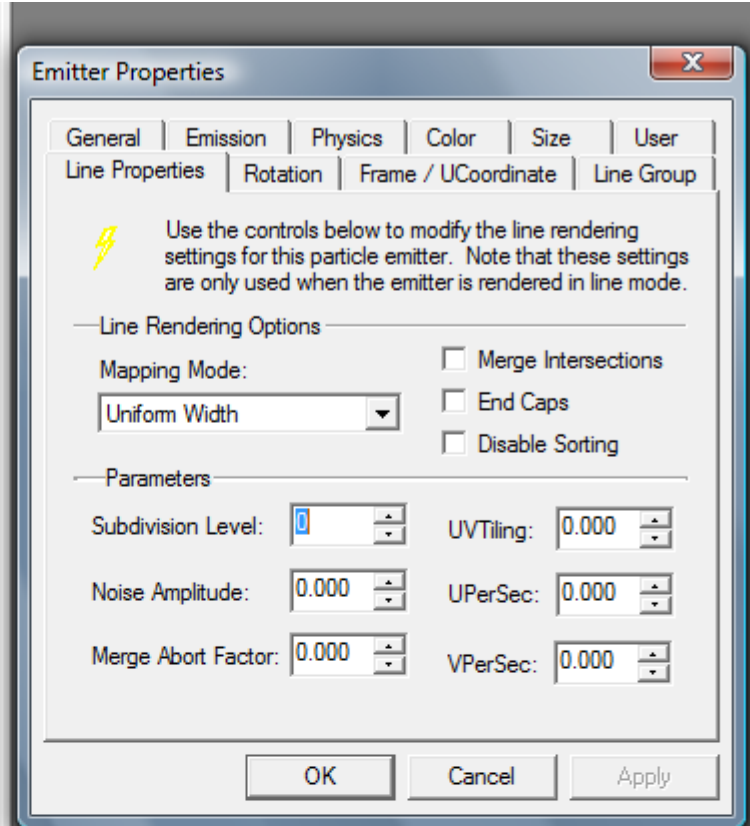 Emitter Properties
General Emission Physics Color Size User
Line Properties Rotation Frame / UCoordinate Line Group
Use the controls below to modify the line rendering
settings for this particle emitter.  Note that these settings
are only used when the emitter is rendered in line mode.
Line Rendering Options
Mapping Mode:
Uniform Width
Merge Intersections
End Caps
Disable Sorting
Parameters
Subdivision Level: 0
UVTiling: 0.000
Noise Amplitude: 0.000
UPerSec: 0.000
Merge Abort Factor: 0.000
VPerSec: 0.000
OK Cancel Apply